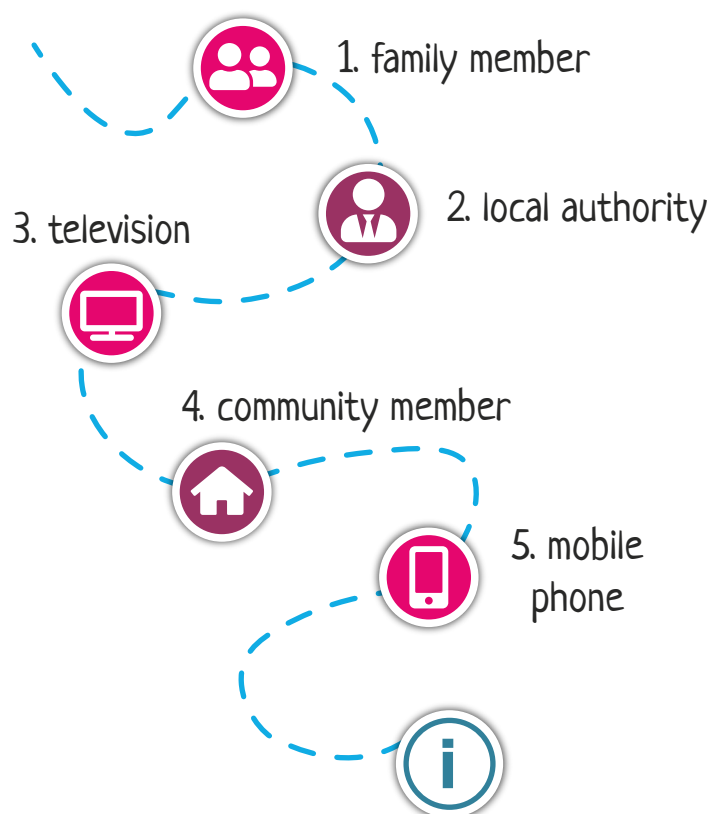 1. family member
2. local authority
3. television
4. community member
5. mobile
phone
i